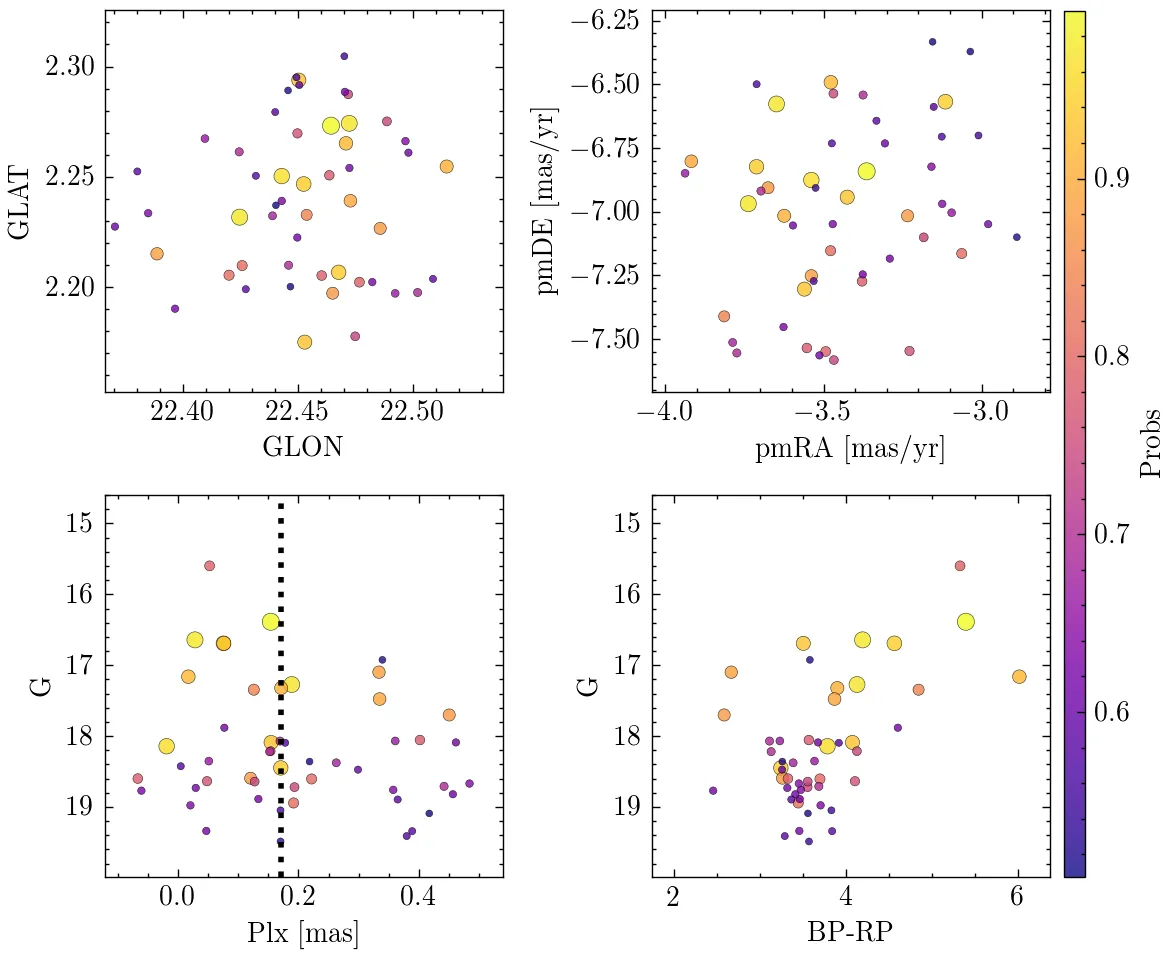 2.30
2.25
2.20
GLAT
22.40 22.45 22.50
GLON
−6.25
−6.50
−6.75
−7.00
−7.25
−7.50
pmDE [mas/yr]
−4.0 −3.5 −3.0
pmRA [mas/yr]
0.9
0.8
0.7
0.6
Probs
15
16
17
18
19
G
0.0 0.2 0.4
Plx [mas]
15
16
17
18
19
G
2 4 6
BP-RP